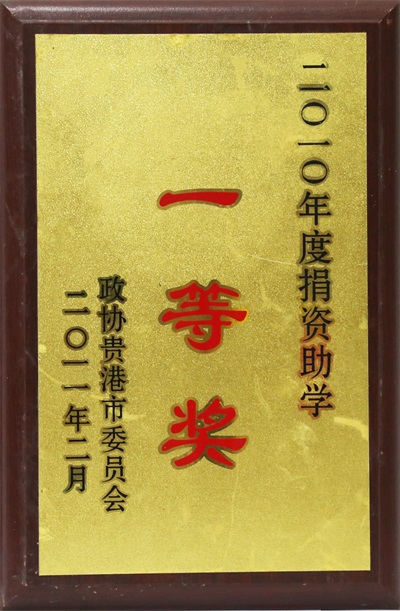 二〇一〇年度捐资助学
一等奖
政协贵港市委员会
二〇一一年二月